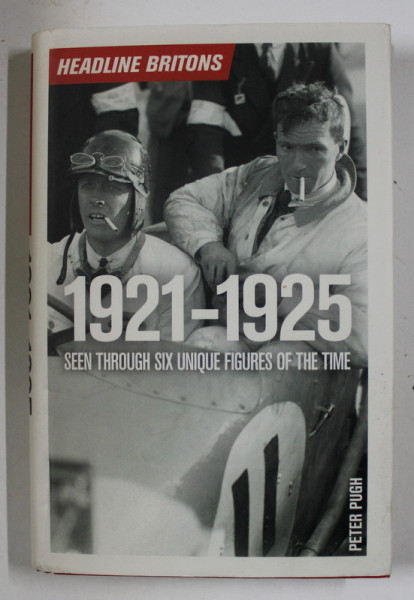 HEADLINE BRITONS
1921–1925
SEEN THROUGH SIX UNIQUE FIGURES OF THE TIME
PETER PUGH